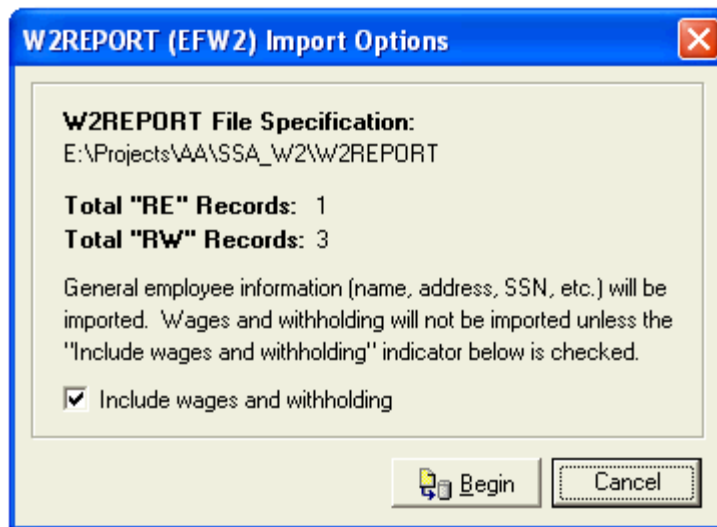 W2REPORT (EFW2) Import Options
W2REPORT File Specification:
E:\Projects\AA\SSA_W2\W2REPORT
Total "RE" Records: 1
Total "RW" Records: 3
General employee information (name, address, SSN, etc.) will be
imported. Wages and withholding will not be imported unless the
"Include wages and withholding" indicator below is checked.
Include wages and withholding
Begin Cancel